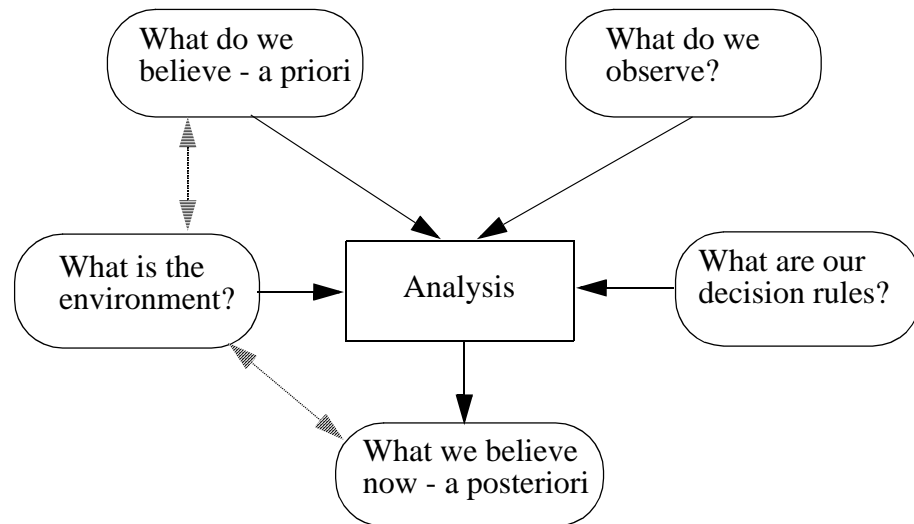 What do we
believe - a priori
What do we
observe?
What is the
environment?
Analysis
What are our
decision rules?
What we believe
now - a posteriori